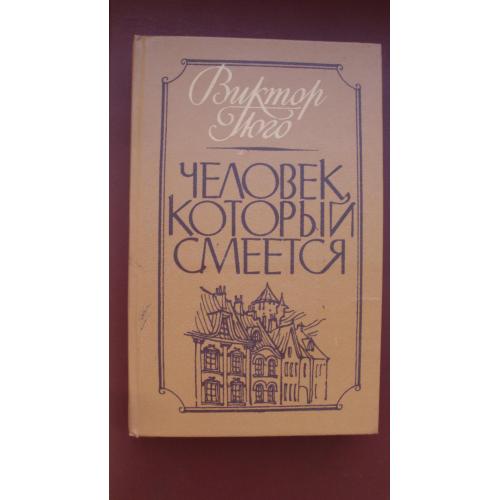 Виктор
Гюго
ЧЕЛОВЕК,
КОТОРЫЙ
СМЕЕТСЯ